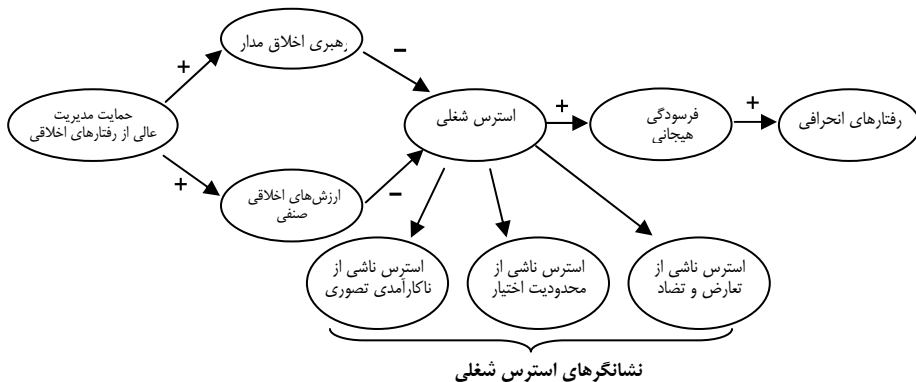 رهبری اخلاق مدار
–
+
حمایت مدیریت
عالی از رفتارهای اخلاقی
استرس شغلی
+
فرسودگی
هیجانی
+
رفتارهای انحرافی
+
ارزش‌های اخلاقی
صنفی
–
استرس ناشی از
تعارض و تضاد
استرس ناشی از
محدودیت اختیار
استرس ناشی از
ناکارآمدی تصوری
نشانگرهای استرس شغلی